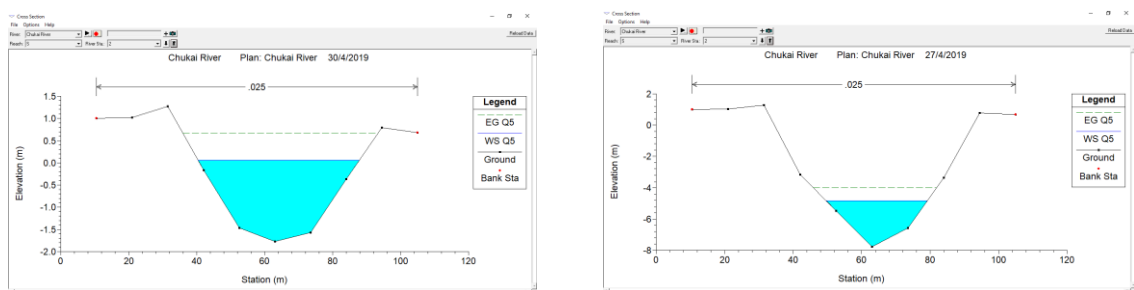 Cross Section
File Options Help
River: Chukai River
Reload Data
Reach: 5 River Sta.: 2
Chukai River Plan: Chukai River 30/4/2019
.025
Legend
EG Q5
WS Q5
Ground
Bank Sta
Elevation (m)
1.5
1.0
0.5
0.0
-0.5
-1.0
-1.5
-2.0
0 20 40 60 80 100 120
Station (m)
Cross Section
File Options Help
River: Chukai River
Reload Data
Reach: 5 River Sta.: 2
Chukai River Plan: Chukai River 27/4/2019
.025
Legend
EG Q5
WS Q5
Ground
Bank Sta
Elevation (m)
2
0
-2
-4
-6
-8
0 20 40 60 80 100 120
Station (m)